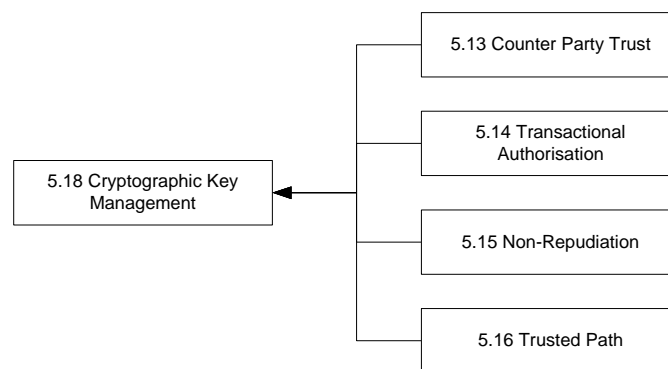 5.13 Counter Party Trust
5.14 Transactional
Authorisation
5.18 Cryptographic Key
Management
5.15 Non-Repudiation
5.16 Trusted Path